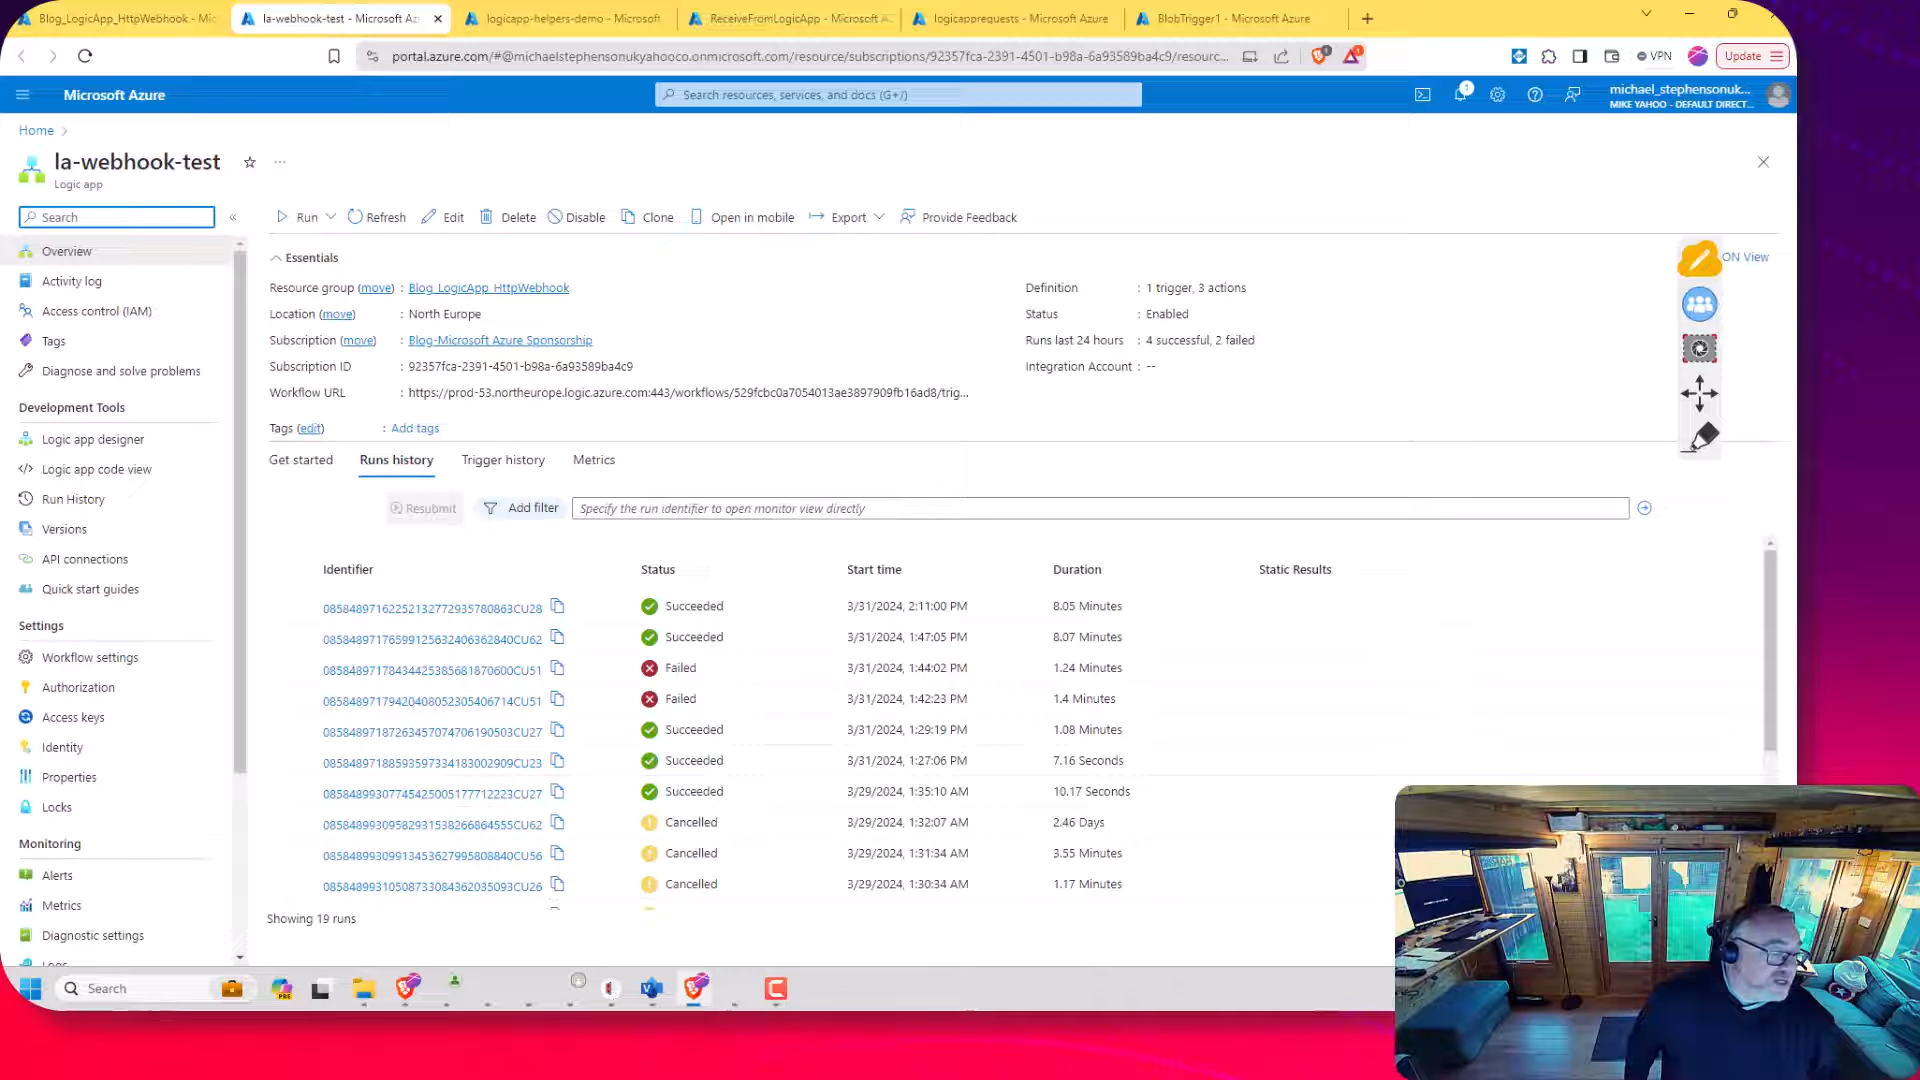 Blog_LogicApp_HttpWebhook - Mic
la-webhook-test - Microsoft Az
logicapp-helpers-demo - Microsoft
ReceiveFromLogicApp - Microsoft A
logicapprequests - Microsoft Azure
BlobTrigger1 - Microsoft Azure
portal.azure.com/#@michaelstephensonukyahooco.onmicrosoft.com/resource/subscriptions/92357fca-2391-4501-b98a-6a93589ba4c9/resourc...
VPN
Update
Microsoft Azure
Search resources, services, and docs (G+/)
1
michael_stephensonuk...
MIKE YAHOO - DEFAULT DIRECT...
Home
la-webhook-test
Logic app
Search
Run
Refresh
Edit
Delete
Disable
Clone
Open in mobile
Export
Provide Feedback
Overview
Activity log
Access control (IAM)
Tags
Diagnose and solve problems
Development Tools
Logic app designer
Logic app code view
Run History
Versions
API connections
Quick start guides
Settings
Workflow settings
Authorization
Access keys
Identity
Properties
Locks
Monitoring
Alerts
Metrics
Diagnostic settings
Logs
Essentials
ON View
Resource group (move) : Blog_LogicApp_HttpWebhook
Location (move) : North Europe
Subscription (move) : Blog-Microsoft Azure Sponsorship
Subscription ID : 92357fca-2391-4501-b98a-6a93589ba4c9
Workflow URL : https://prod-53.northeurope.logic.azure.com:443/workflows/529fcbc0a7054013ae3897909fb16ad8/trig...
Definition : 1 trigger, 3 actions
Status : Enabled
Runs last 24 hours : 4 successful, 2 failed
Integration Account : --
Tags (edit) : Add tags
Get started
Runs history
Trigger history
Metrics
Resubmit
Add filter
Specify the run identifier to open monitor view directly
Identifier Status Start time Duration Static Results
08584897162252132772935780863CU28 Succeeded 3/31/2024, 2:11:00 PM 8.05 Minutes
08584897176599125632406362840CU62 Succeeded 3/31/2024, 1:47:05 PM 8.07 Minutes
08584897178434425385681870600CU51 Failed 3/31/2024, 1:44:02 PM 1.24 Minutes
08584897179420408052305406714CU51 Failed 3/31/2024, 1:42:23 PM 1.4 Minutes
08584897187263457074706190503CU27 Succeeded 3/31/2024, 1:29:19 PM 1.08 Minutes
08584897188593597334183002909CU23 Succeeded 3/31/2024, 1:27:06 PM 7.16 Seconds
08584899307745425005177712223CU27 Succeeded 3/29/2024, 1:35:10 AM 10.17 Seconds
08584899309582931538266864555CU62 Cancelled 3/29/2024, 1:32:07 AM 2.46 Days
08584899309913453627995808840CU56 Cancelled 3/29/2024, 1:31:34 AM 3.55 Minutes
08584899310508733084362035093CU26 Cancelled 3/29/2024, 1:30:34 AM 1.17 Minutes
Showing 19 runs
Search
PRE